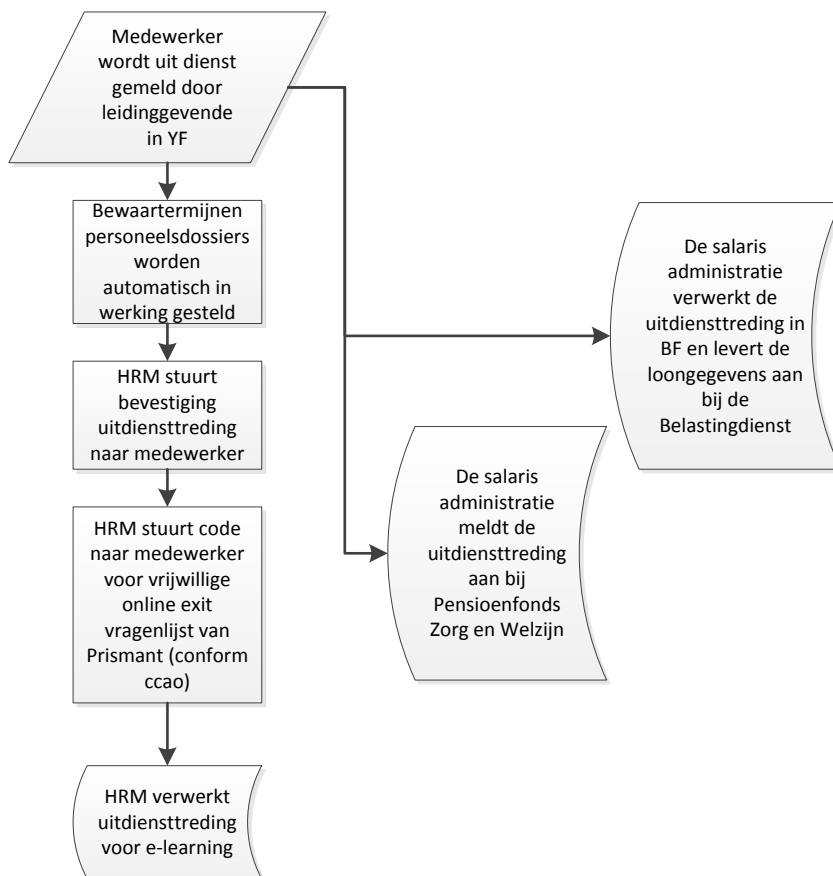 Medewerker
wordt uit dienst
gemeld door
leidinggevende
in YF
Bewaartermijnen
personeelsdossiers
worden
automatisch in
werking gesteld
HRM stuurt
bevestiging
uitdiensttreding
naar medewerker
HRM stuurt code
naar medewerker
voor vrijwillige
online exit
vragenlijst van
Prismant (conform
ccao)
HRM verwerkt
uitdiensttreding
voor e-learning
De salaris
administratie
meldt de
uitdiensttreding
aan bij
Pensioenfonds
Zorg en Welzijn
De salaris
administratie
verwerkt de
uitdiensttreding in
BF en levert de
loongegevens aan
bij de
Belastingdienst